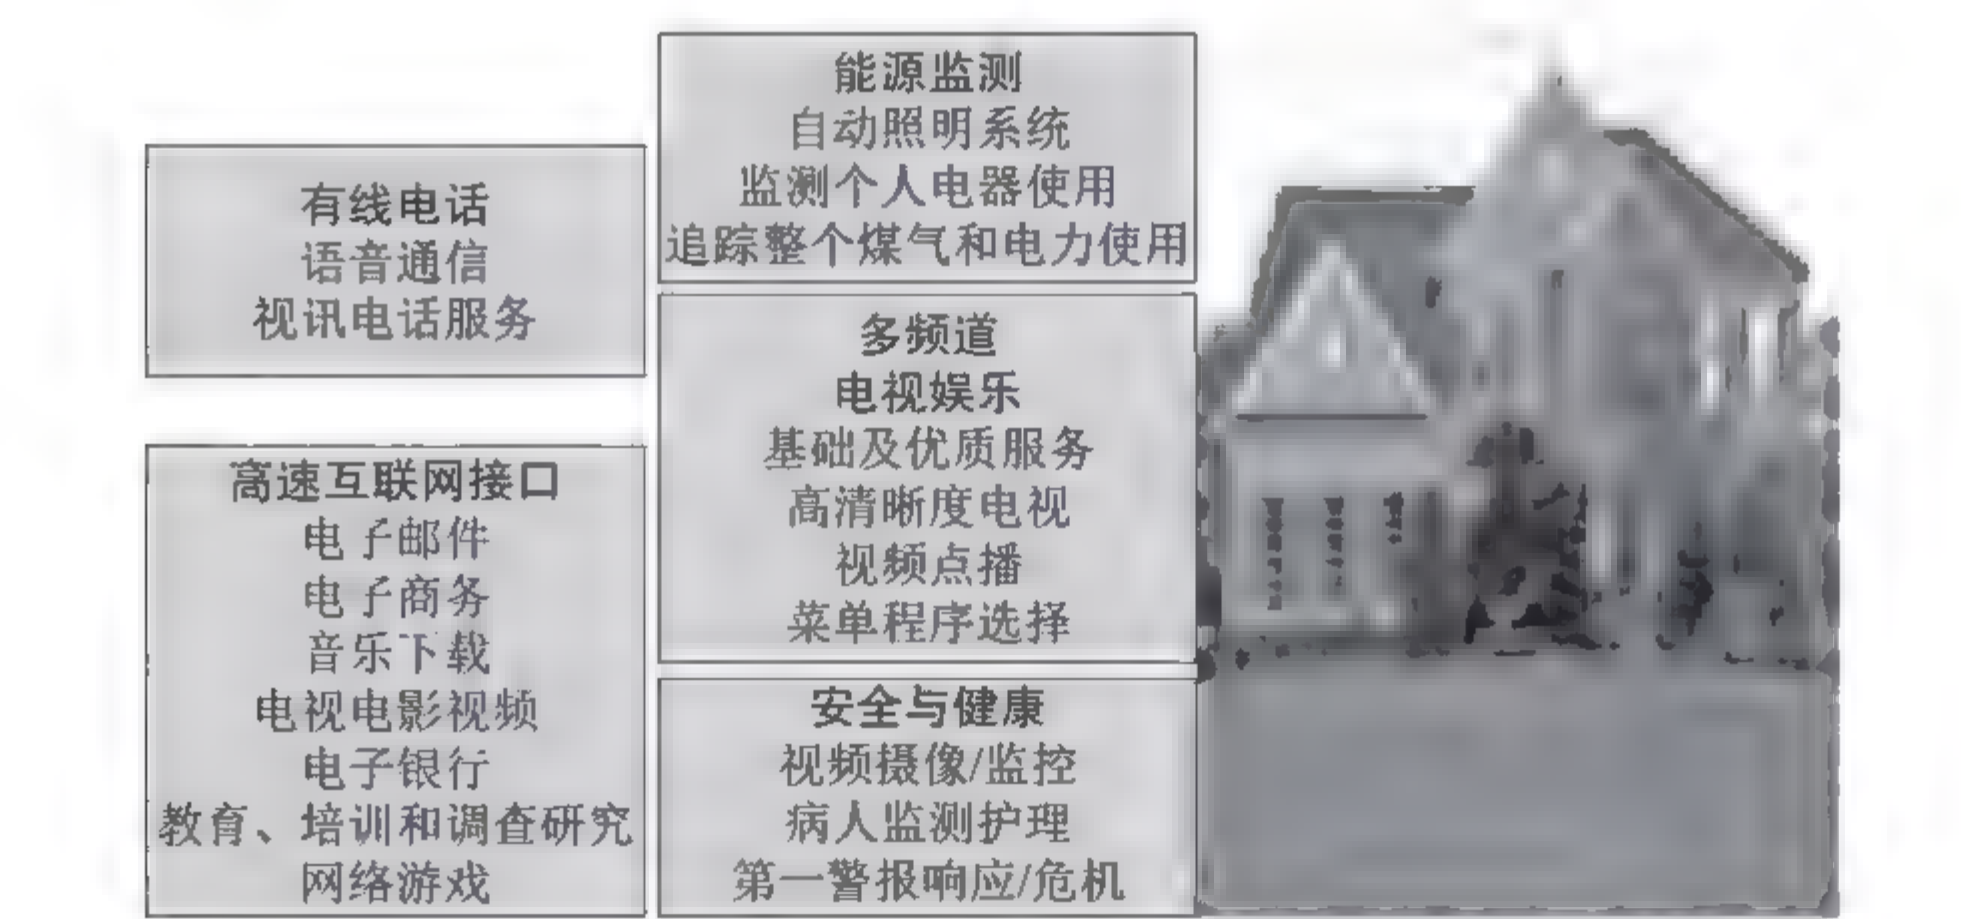 有线电话
语音通信
视讯电话服务
高速互联网接口
电子邮件
电子商务
音乐下载
电视电影视频
电子银行
教育、培训和调查研究
网络游戏
能源监测
自动照明系统
监测个人电器使用
追踪整个煤气和电力使用
多频道
电视娱乐
基础及优质服务
高清晰度电视
视频点播
菜单程序选择
安全与健康
视频摄像/监控
病人监测护理
第一警报响应/危机